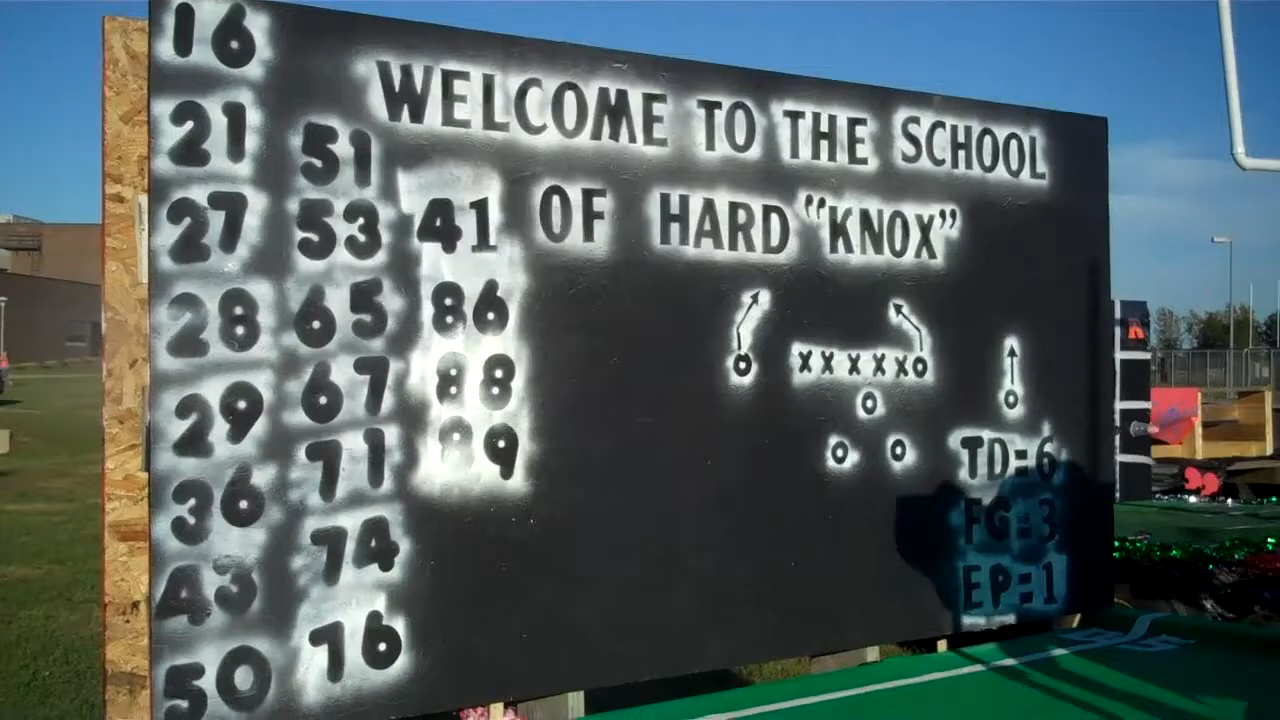 WELCOME TO THE SCHOOL
OF HARD "KNOX"
16
21
27
28
29
36
43
50
51
53
65
67
71
74
76
41
86
88
89
O XXXXXO O
O
O O
TD=6
FG=3
EP=1